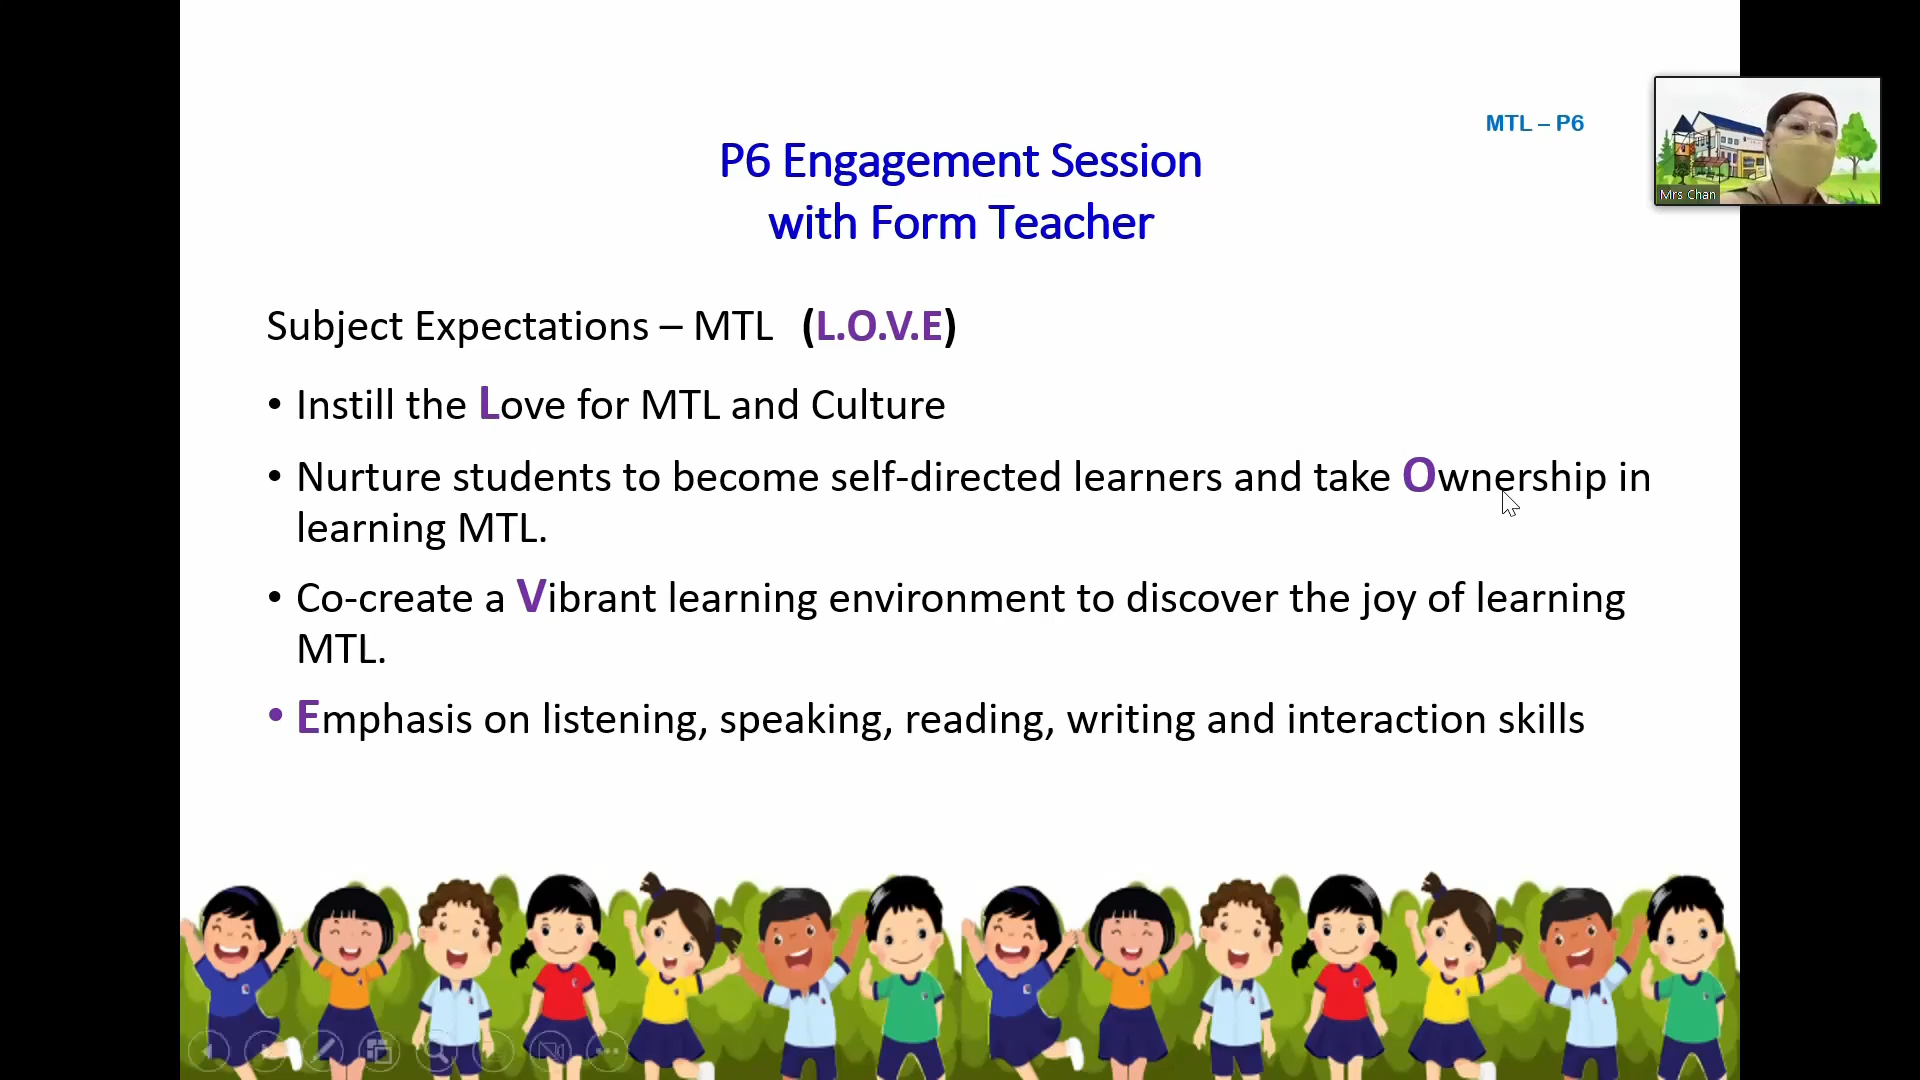 MTL – P6
P6 Engagement Session
with Form Teacher
Mrs Chan
Subject Expectations – MTL (L.O.V.E)
• Instill the Love for MTL and Culture
• Nurture students to become self-directed learners and take Ownership in
learning MTL.
• Co-create a Vibrant learning environment to discover the joy of learning
MTL.
• Emphasis on listening, speaking, reading, writing and interaction skills